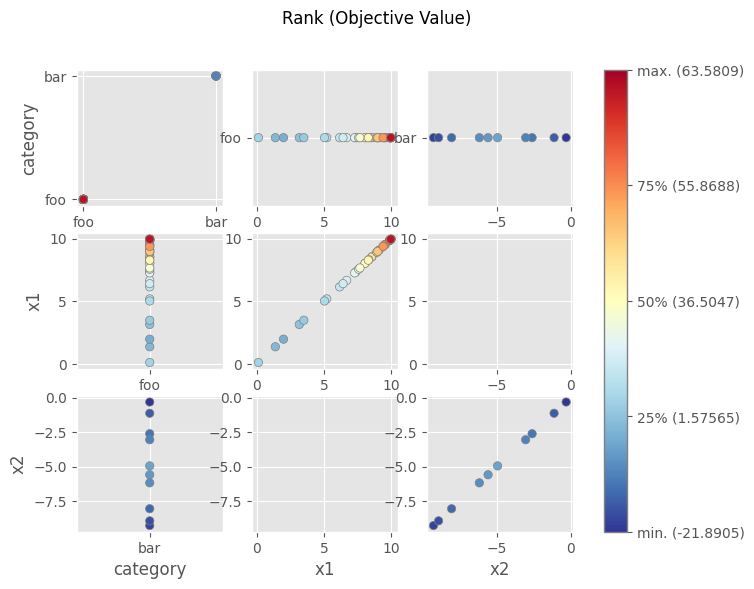 Rank (Objective Value)
category
bar
foo
foo
bar
foo
0
5
10
bar
−5
0
max. (63.5809)
75% (55.8688)
50% (36.5047)
25% (1.57565)
min. (-21.8905)
x1
10
5
0
foo
10
5
0
0
5
10
10
5
0
−5
0
x2
0.0
−2.5
−5.0
−7.5
bar
category
0.0
−2.5
−5.0
−7.5
0
5
10
x1
0.0
−2.5
−5.0
−7.5
−5
0
x2